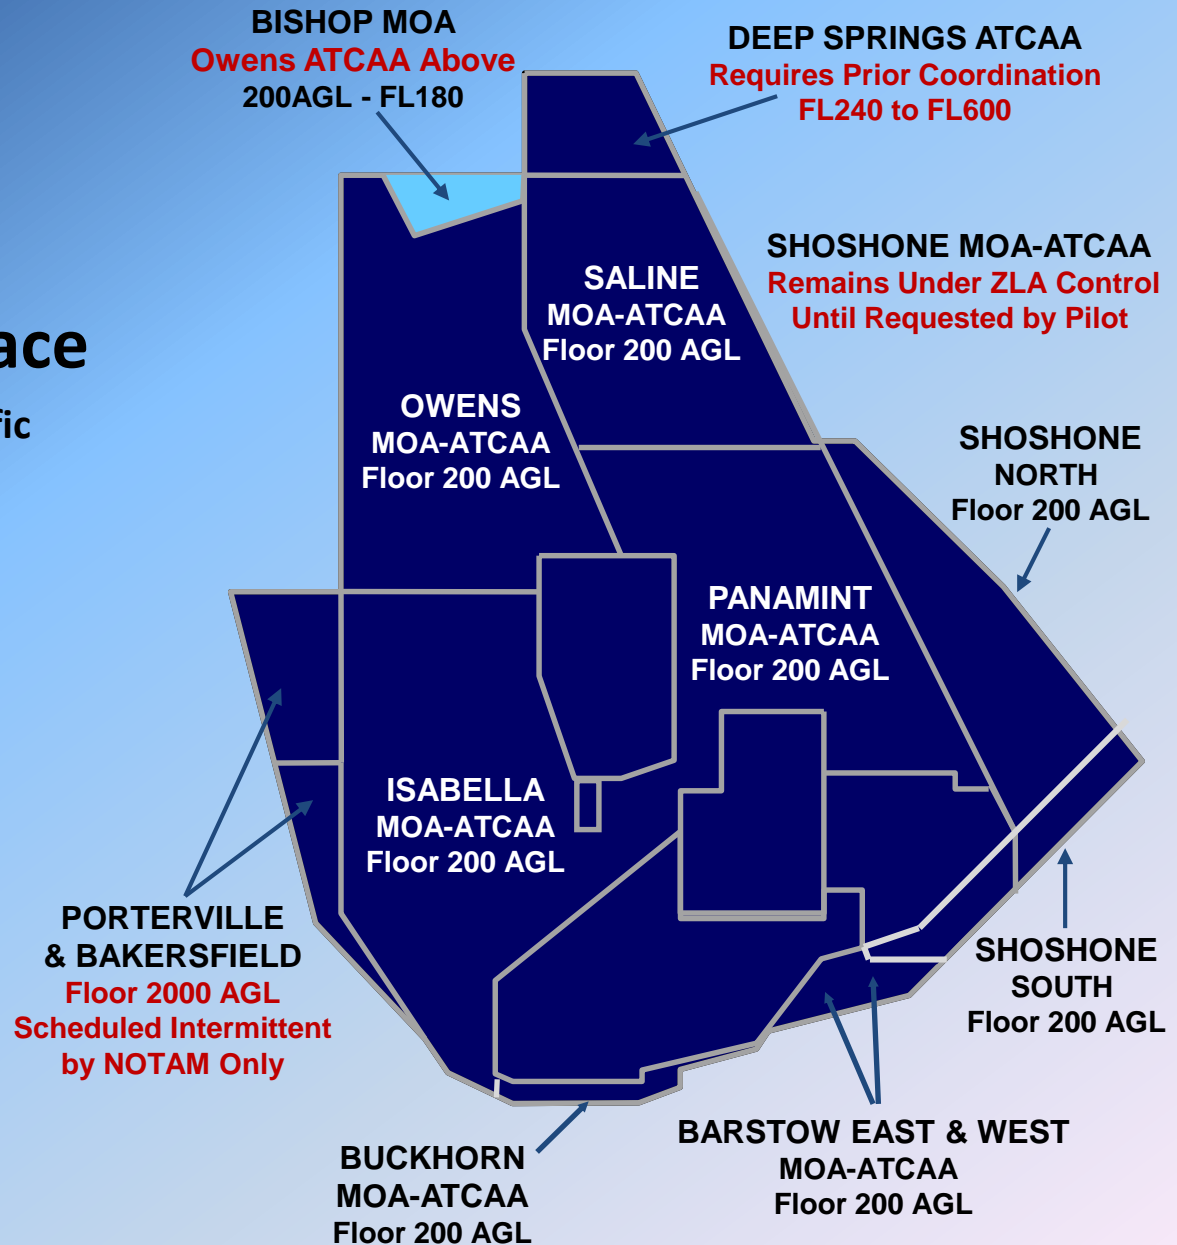 BISHOP MOA
Owens ATCAA Above
200AGL - FL180
DEEP SPRINGS ATCAA
Requires Prior Coordination
FL240 to FL600
SHOSHONE MOA-ATCAA
Remains Under ZLA Control
Until Requested by Pilot
SALINE
MOA-ATCAA
Floor 200 AGL
ace
fic
OWENS
MOA-ATCAA
Floor 200 AGL
SHOSHONE
NORTH
Floor 200 AGL
PANAMINT
MOA-ATCAA
Floor 200 AGL
ISABELLA
MOA-ATCAA
Floor 200 AGL
PORTERVILLE
& BAKERSFIELD
Floor 2000 AGL
Scheduled Intermittent
by NOTAM Only
SHOSHONE
SOUTH
Floor 200 AGL
BUCKHORN
MOA-ATCAA
Floor 200 AGL
BARSTOW EAST & WEST
MOA-ATCAA
Floor 200 AGL